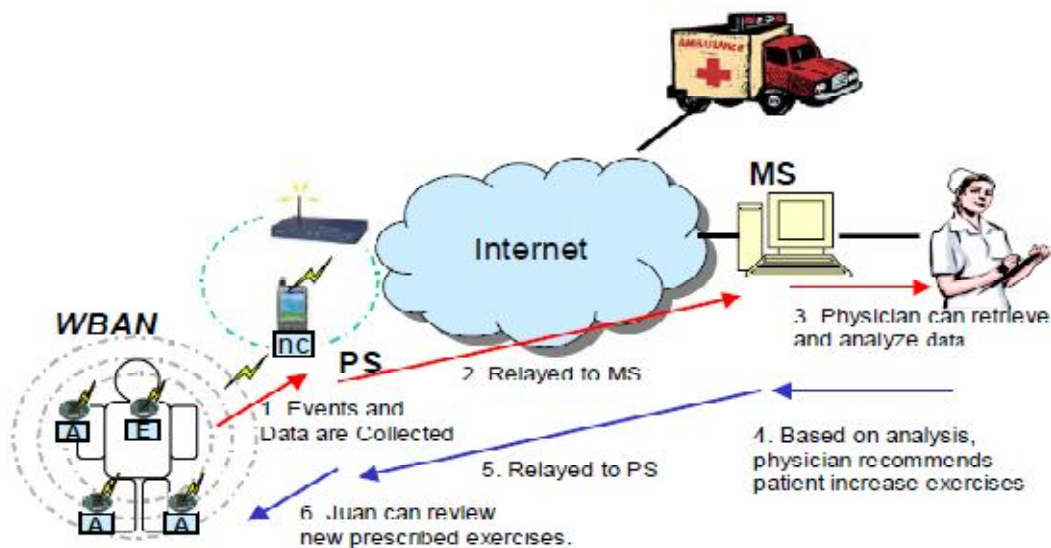 AMBULANCE
MS
Internet
WBAN
nc
PS
A
E
A
A
1. Events and
Data are Collected
2. Relayed to MS
3. Physician can retrieve
and analyze data.
4. Based on analysis,
physician recommends
patient increase exercises
5. Relayed to PS
6. Juan can review
new prescribed exercises.